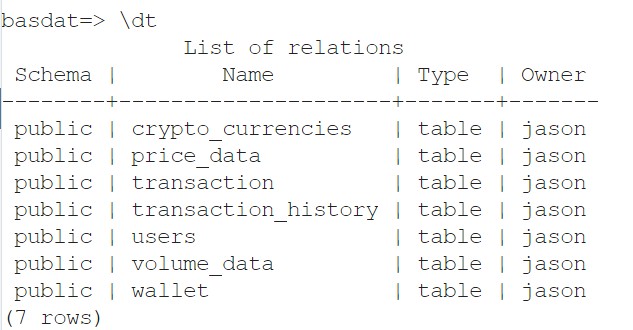 basdat=> \dt
List of relations
Schema | Name | Type | Owner
--------+---------------------+-------+-------
public | crypto_currencies | table | jason
public | price_data | table | jason
public | transaction | table | jason
public | transaction_history | table | jason
public | users | table | jason
public | volume_data | table | jason
public | wallet | table | jason
(7 rows)